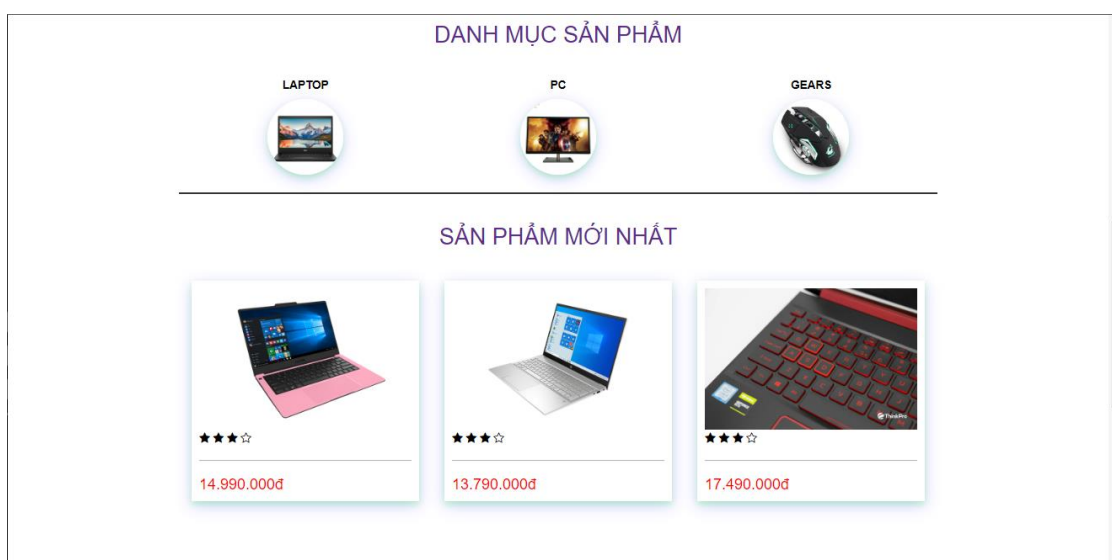 DANH MỤC SẢN PHẨM
LAPTOP
PC
GEARS
SẢN PHẨM MỚI NHẤT
ThinkPro
14.990.000đ
13.790.000đ
17.490.000đ